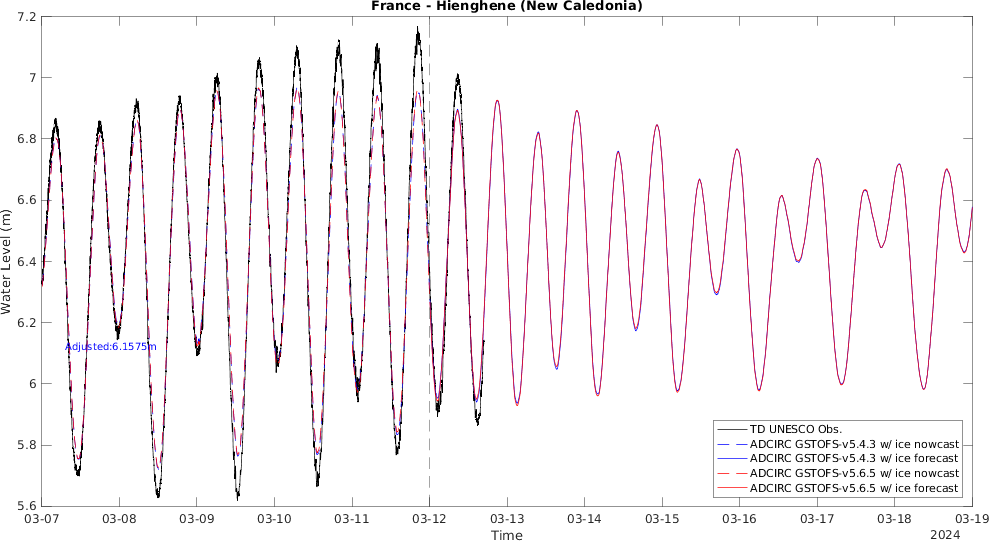 France - Hienghene (New Caledonia)
7.2
7
6.8
6.6
6.4
6.2
6
5.8
5.6
Water Level (m)
Adjusted:6.1575m
TD UNESCO Obs.
ADCIRC GSTOFS-v5.4.3 w/ ice nowcast
ADCIRC GSTOFS-v5.4.3 w/ ice forecast
ADCIRC GSTOFS-v5.6.5 w/ ice nowcast
ADCIRC GSTOFS-v5.6.5 w/ ice forecast
03-07 03-08 03-09 03-10 03-11 03-12 03-13 03-14 03-15 03-16 03-17 03-18 03-19
Time
2024